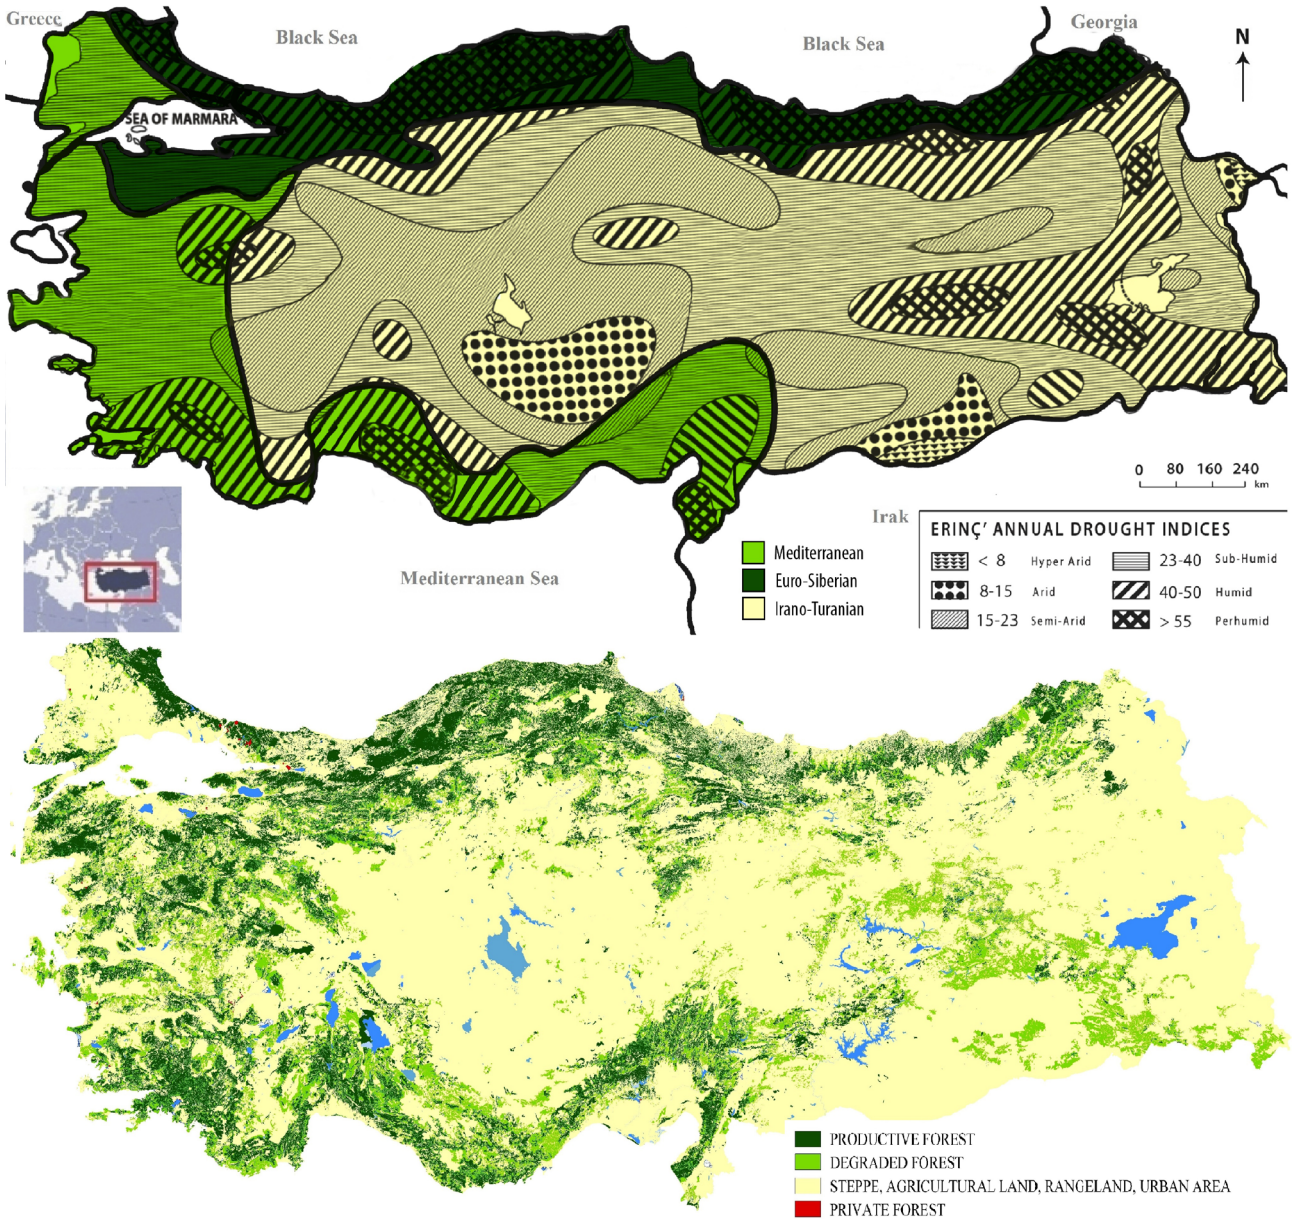 Greece
Black Sea
Black Sea
Georgia
N
SEA OF MARMARA
0 80 160 240
km
Irak
Mediterranean Sea
Mediterranean
Euro-Siberian
Irano-Turanian
ERINÇ' ANNUAL DROUGHT INDICES
< 8 Hyper Arid
23-40 Sub-Humid
8-15 Arid
40-50 Humid
15-23 Semi-Arid
> 55 Perhumid
PRODUCTIVE FOREST
DEGRADED FOREST
STEPPE, AGRICULTURAL LAND, RANGELAND, URBAN AREA
PRIVATE FOREST